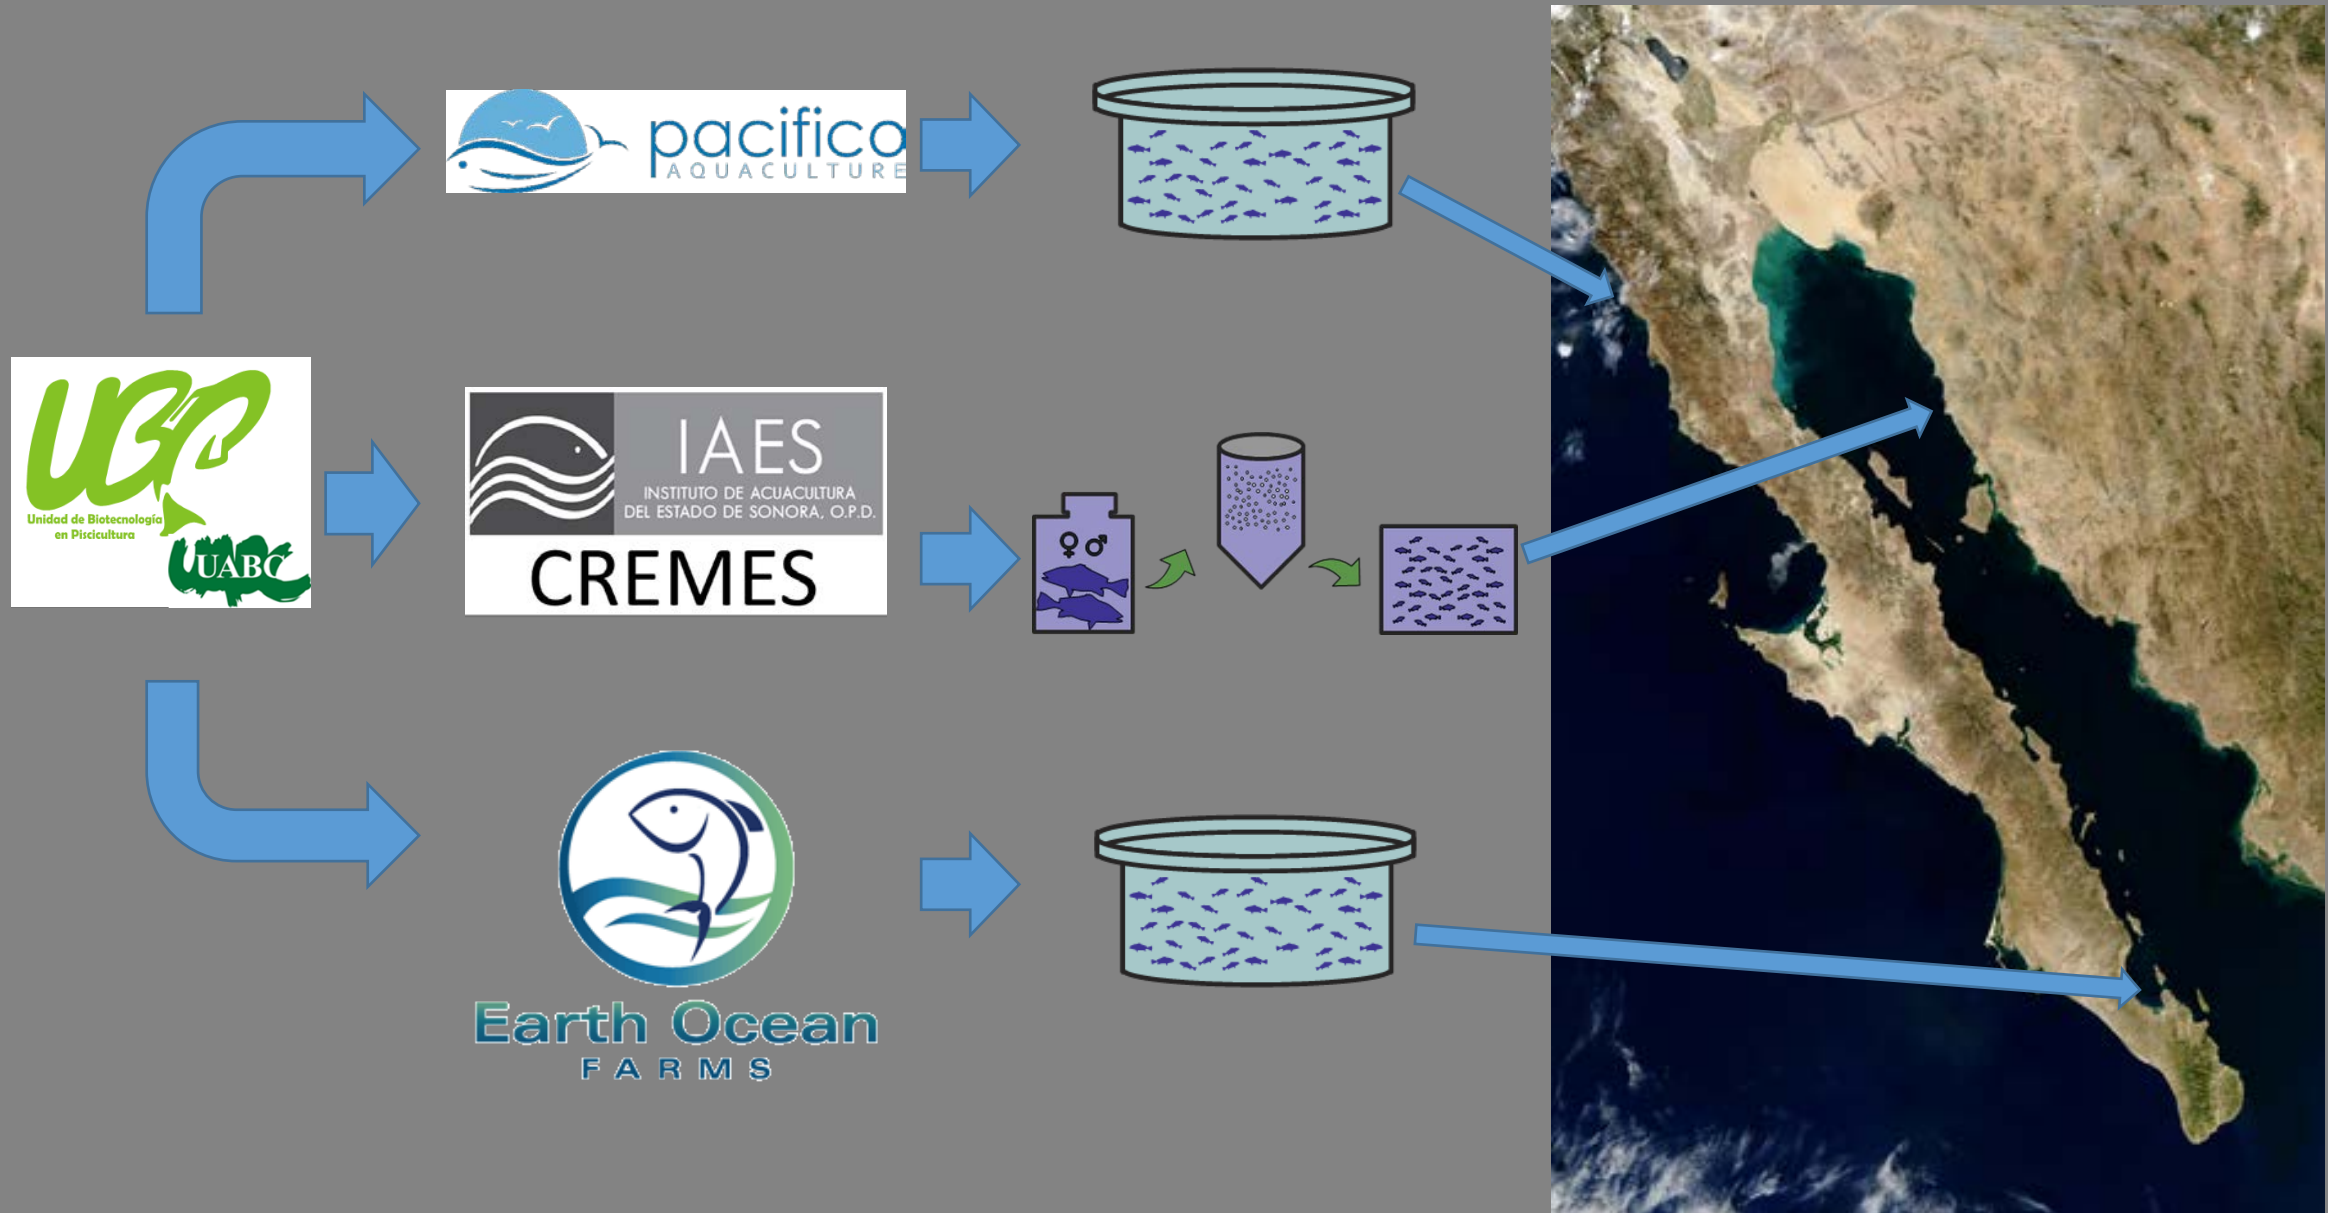 pacifico
AQUACULTURE
UBP
Unidad de Biotecnología
en Piscicultura
UABC
IAES
INSTITUTO DE ACUACULTURA
DEL ESTADO DE SONORA, O.P.D.
CREMES
♀♂
Earth Ocean
FARMS